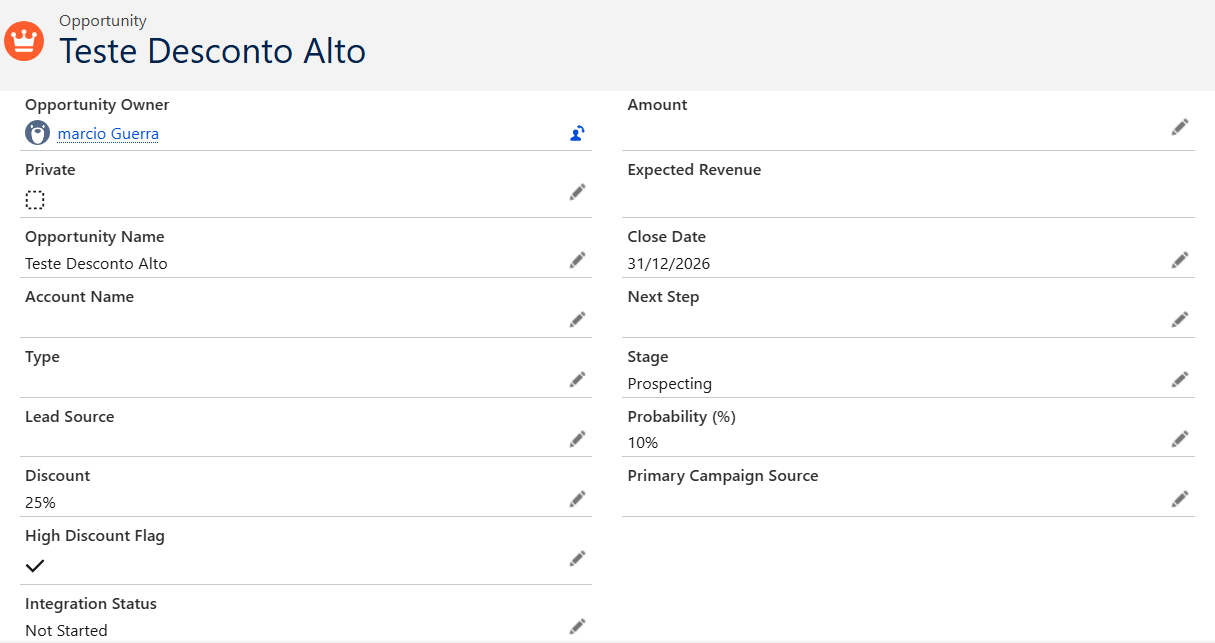 Opportunity
Teste Desconto Alto
Opportunity Owner
marcio Guerra
Private
Opportunity Name
Teste Desconto Alto
Account Name
Type
Lead Source
Discount
25%
High Discount Flag
Integration Status
Not Started
Amount
Expected Revenue
Close Date
31/12/2026
Next Step
Stage
Prospecting
Probability (%)
10%
Primary Campaign Source